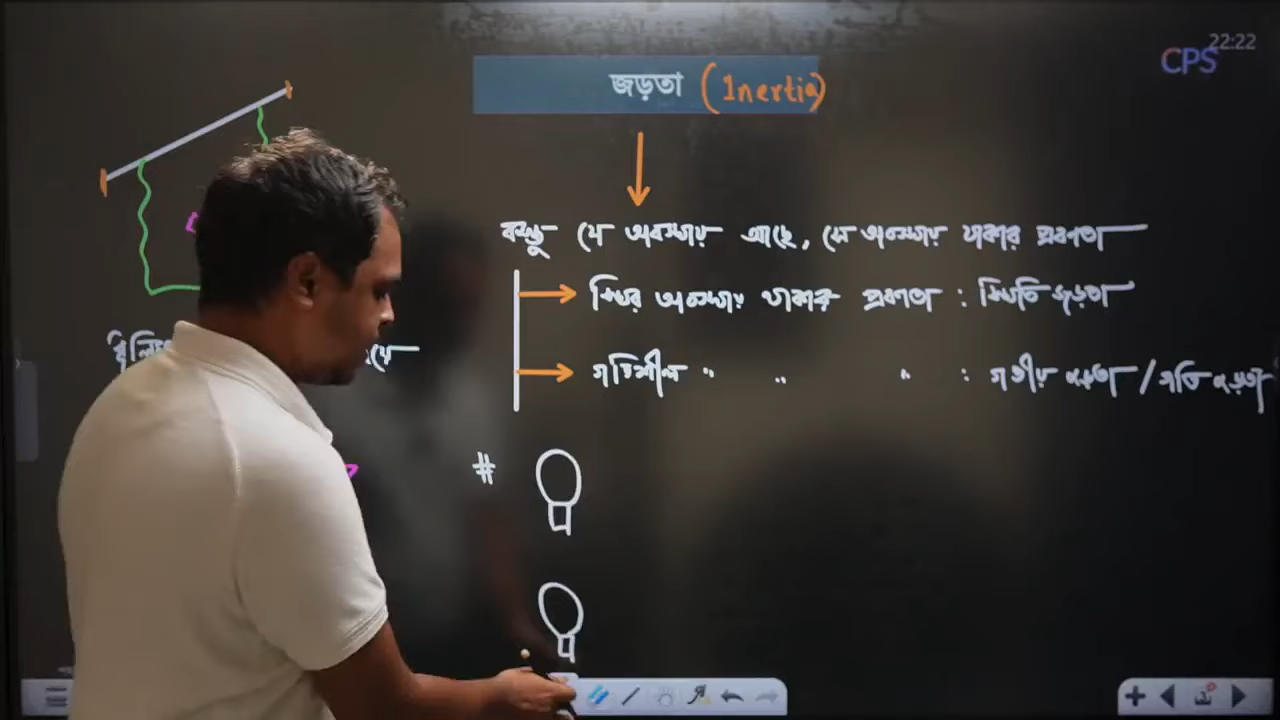 22:22
CPS
জড়তা (Inertia)
বস্তু যে অবস্থায় আছে, সে অবস্থায় থাকার প্রবণতা
স্থির অবস্থায় থাকার প্রবণতা : স্থিতি জড়তা
গতিশীল " " " : গতীয় জড়তা / গতি জড়তা
#